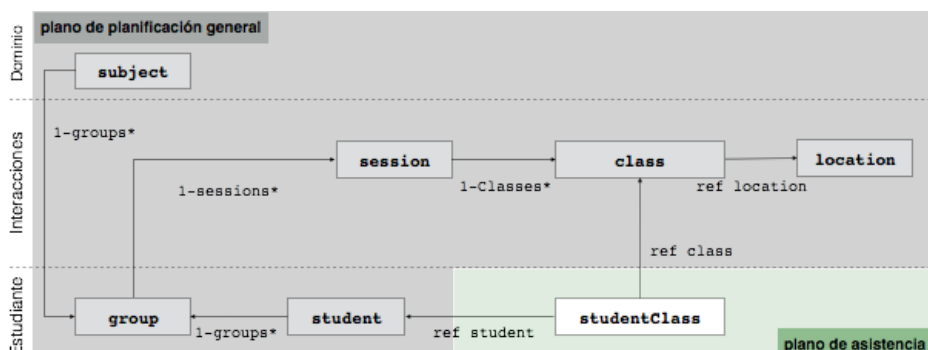 plano de planificación general
Dominio
subject
1-groups*
Interacciones
session
class
location
1-sessions*
1-Classes*
ref location
ref class
Estudiante
group
student
studentClass
1-groups*
ref student
plano de asistencia